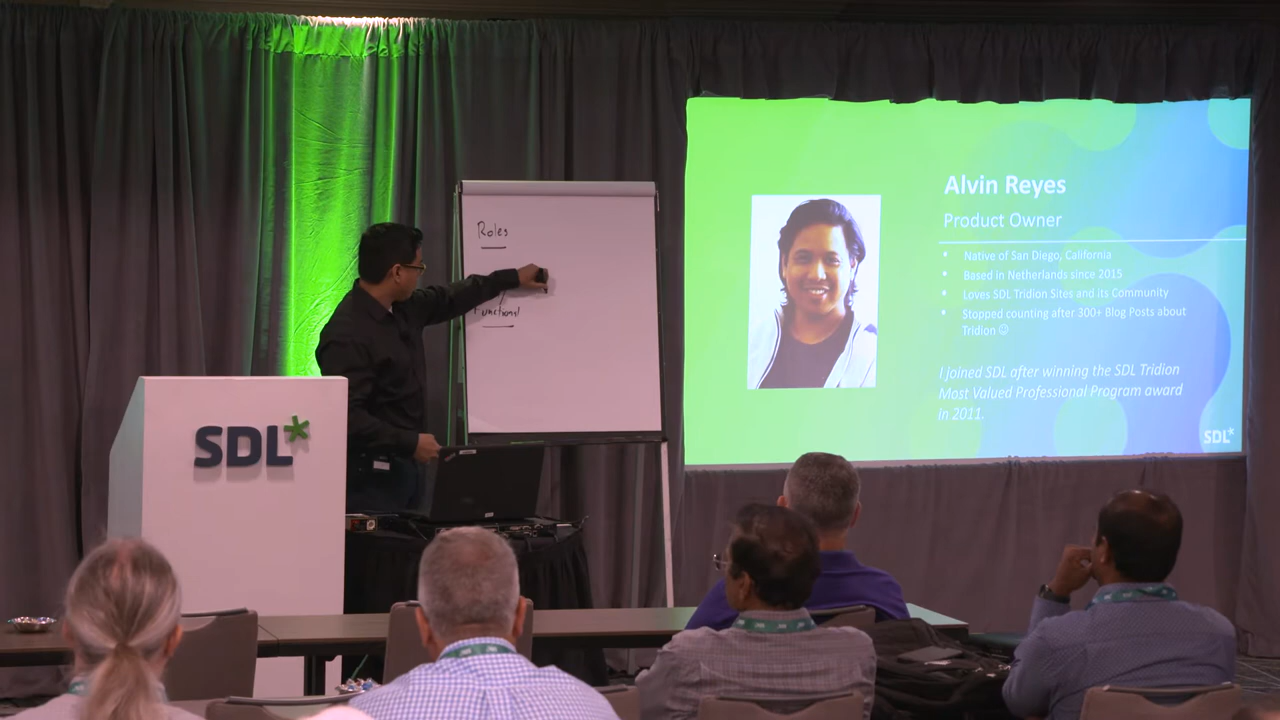 Roles
Functional
SDL*
Alvin Reyes
Product Owner
• Native of San Diego, California
• Based in Netherlands since 2015
• Loves SDL Tridion Sites and its Community
• Stopped counting after 300+ Blog Posts about
Tridion ☺
I joined SDL after winning the SDL Tridion
Most Valued Professional Program award
in 2011.
SDL*